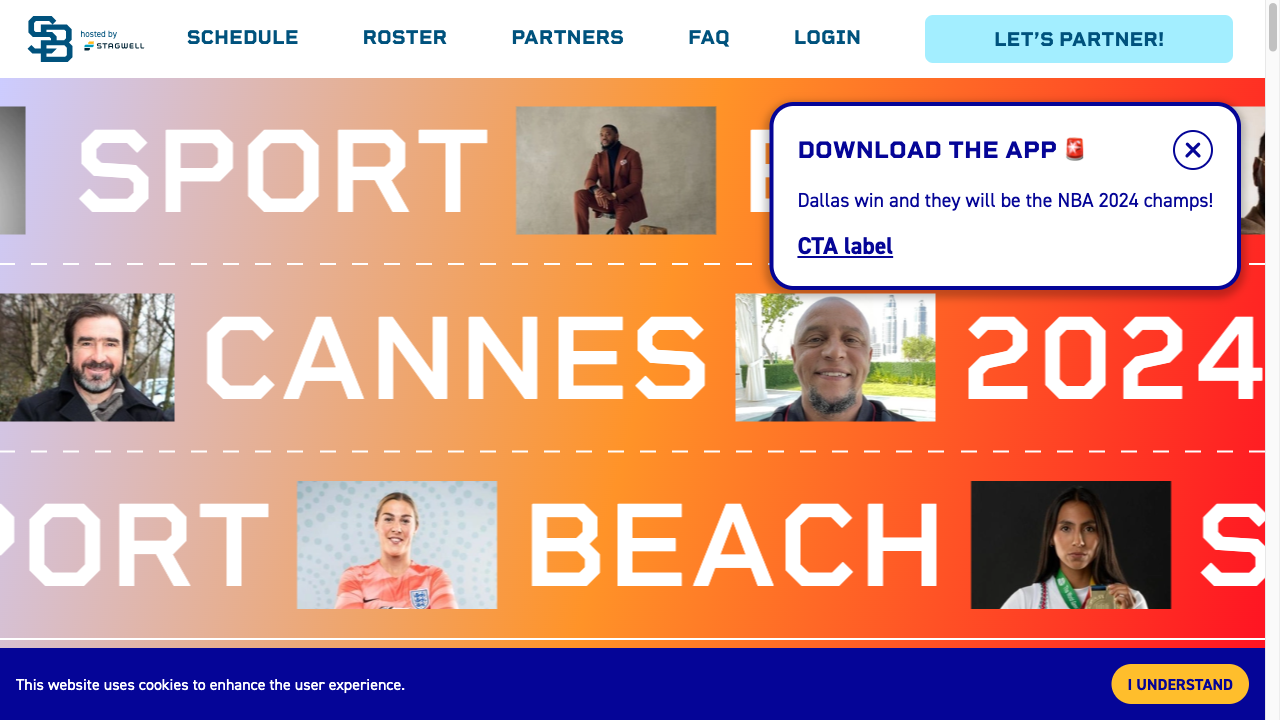 SB hosted by
STAGWELL
SCHEDULE ROSTER PARTNERS FAQ LOGIN LET’S PARTNER!
SPORT
DOWNLOAD THE APP 🚨
Dallas win and they will be the NBA 2024 champs!
CTA label
CANNES 2024
PORT BEACH S
This website uses cookies to enhance the user experience.
I UNDERSTAND